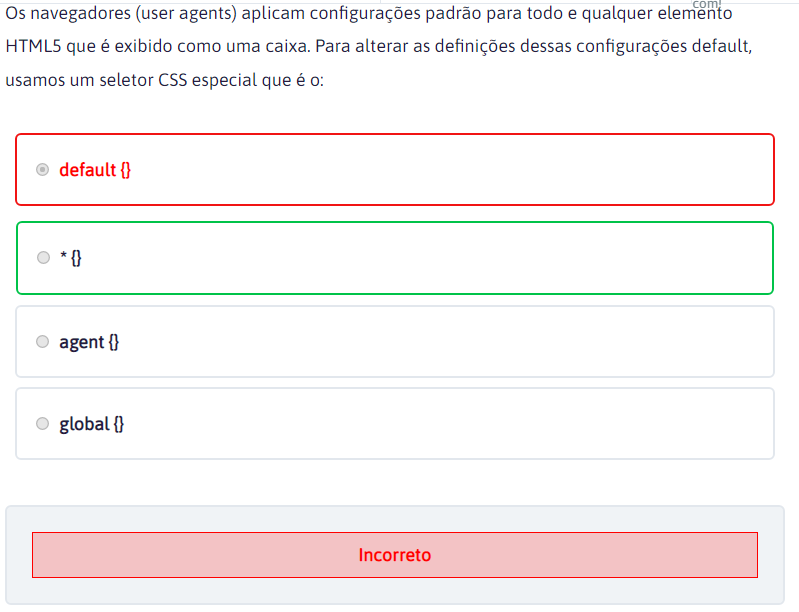 com!
Os navegadores (user agents) aplicam configurações padrão para todo e qualquer elemento
HTML5 que é exibido como uma caixa. Para alterar as definições dessas configurações default,
usamos um seletor CSS especial que é o:
default {}
* {}
agent {}
global {}
Incorreto